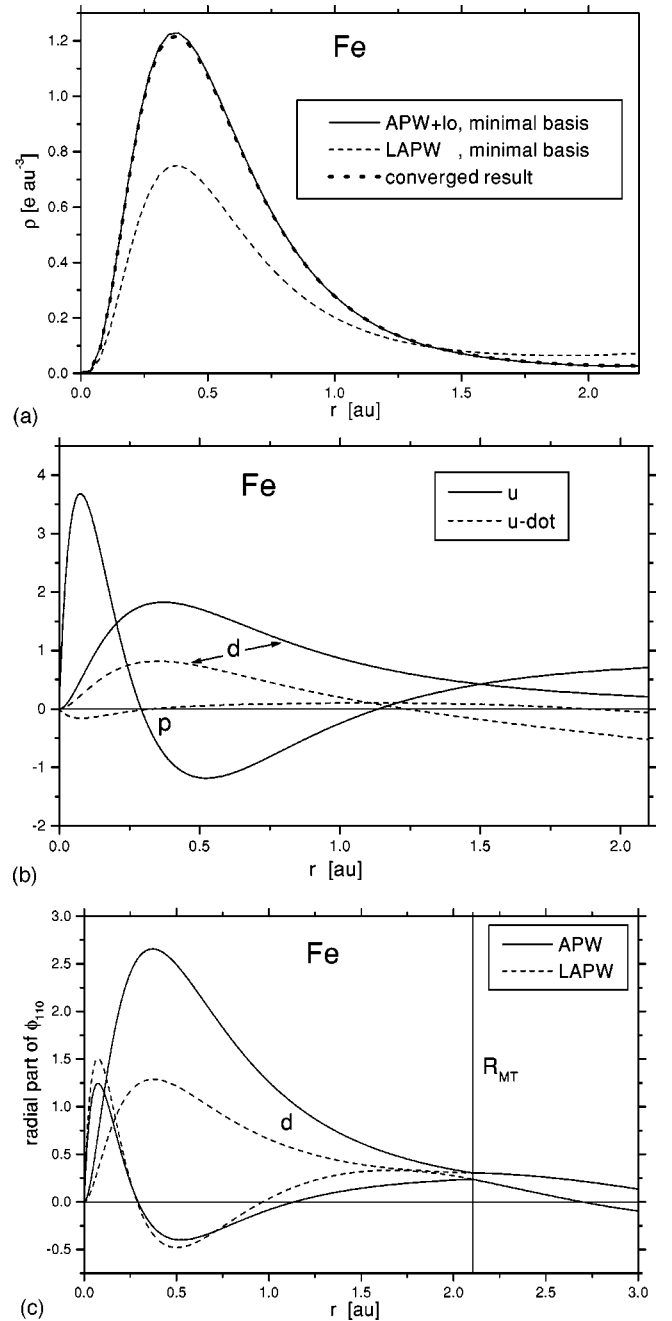 Fe
APW+lo, minimal basis
LAPW , minimal basis
converged result
ρ [e au⁻³]
1.2
1.0
0.8
0.6
0.4
0.2
0.0
0.0 0.5 1.0 1.5 2.0
r [au]
(a)
Fe
u
u-dot
d
p
4
3
2
1
0
-1
-2
0.0 0.5 1.0 1.5 2.0
r [au]
(b)
Fe
APW
LAPW
R_MT
d
radial part of ϕ₁₁₀
3.0
2.5
2.0
1.5
1.0
0.5
0.0
-0.5
0.0 0.5 1.0 1.5 2.0 2.5 3.0
r [au]
(c)